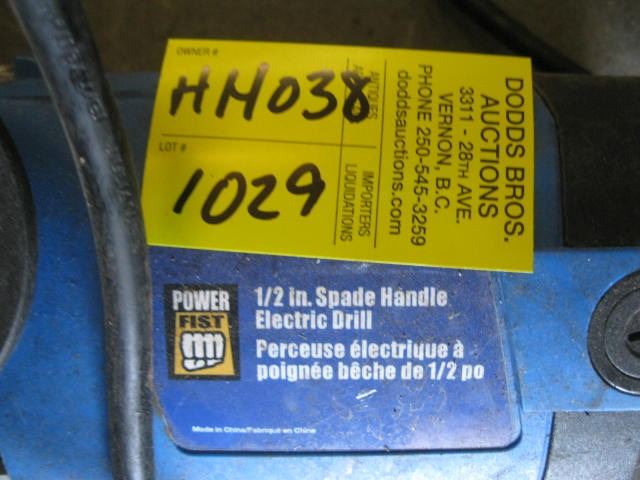 OWNER #
HM038
LOT #
1029
ANTIQUES
IMPORTERS
LIQUIDATIONS
DODDS BROS.
AUCTIONS
3311 - 28TH AVE.
VERNON, B.C.
PHONE 250-545-3259
doddsauctions.com
POWER
FIST
1/2 in. Spade Handle
Electric Drill
Perceuse électrique à
poignée bêche de 1/2 po
Made in China/Fabriqué en Chine